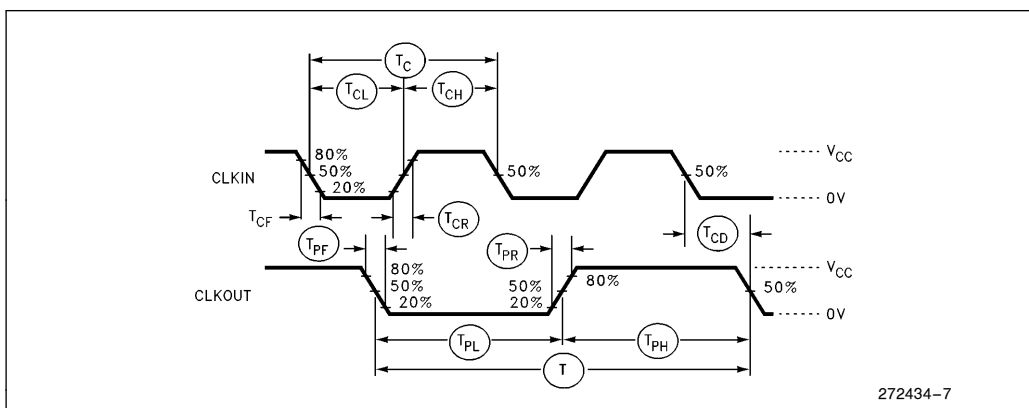 T_C
T_CL T_CH
80% V_CC
50% 50% 50%
CLKIN
20% 0V
T_CF T_CR T_CD
T_PF T_PR
80% 80% V_CC
50% 50% 50%
CLKOUT
20% 20% 0V
T_PL T_PH
T
272434–7